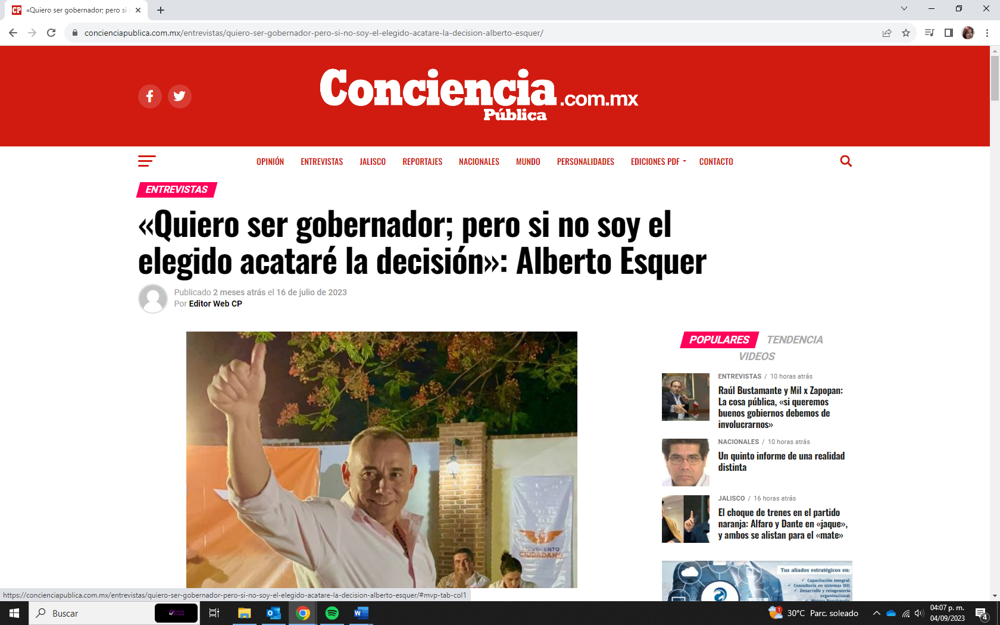 CP «Quiero ser gobernador; pero si
concienciapublica.com.mx/entrevistas/quiero-ser-gobernador-pero-si-no-soy-el-elegido-acatare-la-decision-alberto-esquer/
Conciencia.com.mx
Pública
OPINIÓN ENTREVISTAS JALISCO REPORTAJES NACIONALES MUNDO PERSONALIDADES EDICIONES PDF CONTACTO
ENTREVISTAS
«Quiero ser gobernador; pero si no soy el
elegido acataré la decisión»: Alberto Esquer
Publicado 2 meses atrás el 16 de julio de 2023
Por Editor Web CP
MOVIMIENTO
CIUDADANO
POPULARES TENDENCIA
VIDEOS
ENTREVISTAS / 10 horas atrás
Raúl Bustamante y Mil x Zapopan:
La cosa pública, «si queremos
buenos gobiernos debemos de
involucrarnos»
NACIONALES / 10 horas atrás
Un quinto informe de una realidad
distinta
JALISCO / 16 horas atrás
El choque de trenes en el partido
naranja: Alfaro y Dante en «jaque»,
y ambos se alistan para el «mate»
Tus aliados estratégicos en:
✓ Capacitación integral.
✓ Consultoría en sistemas ISO.
✓ Desarrollo y reingeniería
organizacional.
https://concienciapublica.com.mx/entrevistas/quiero-ser-gobernador-pero-si-no-soy-el-elegido-acatare-la-decision-alberto-esquer/#mvp-tab-col1
Buscar
1
30°C Parc. soleado
04:07 p. m.
04/09/2023
4